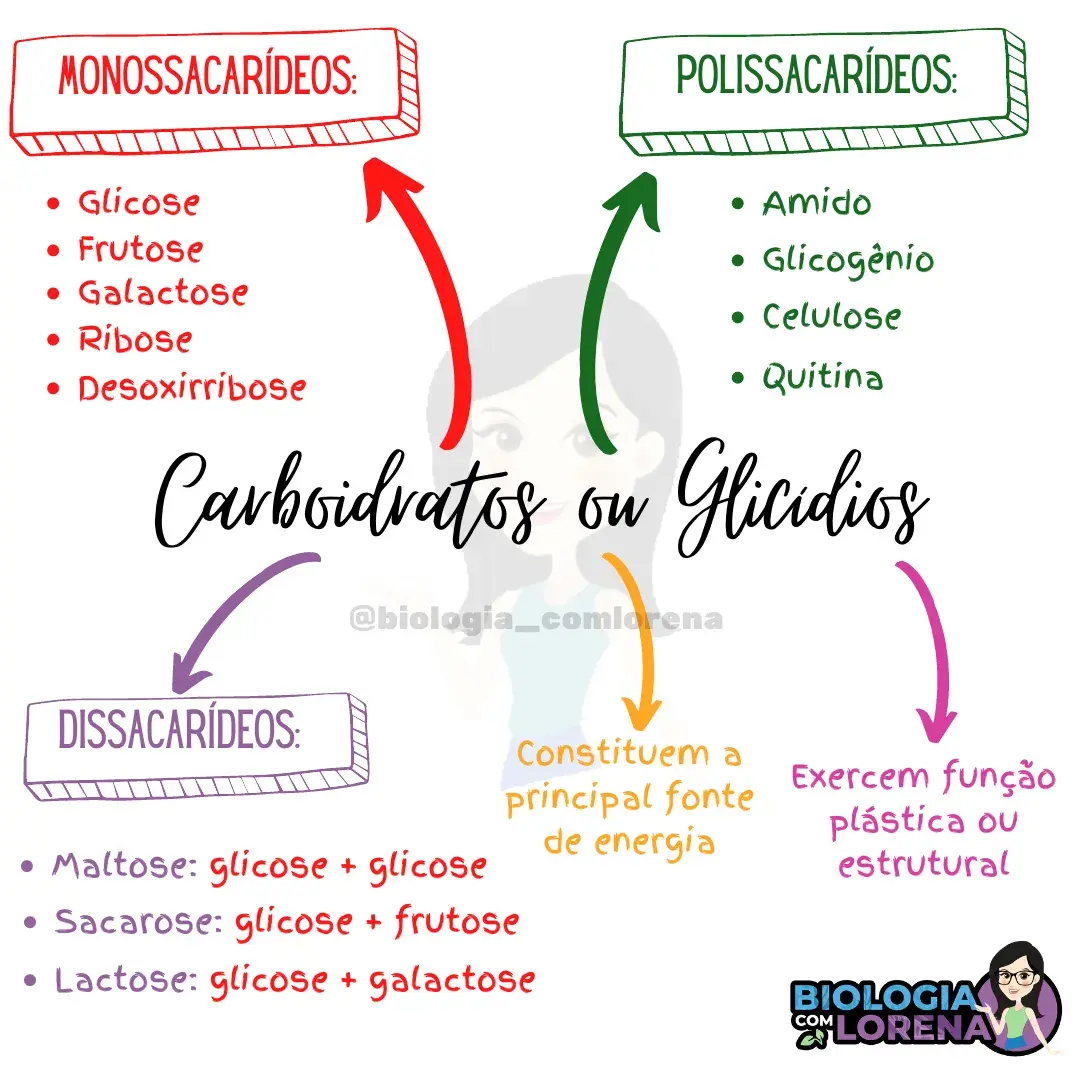 MONOSSACARÍDEOS:
• Glicose
• Frutose
• Galactose
• Ribose
• Desoxirribose
POLISSACARÍDEOS:
• Amido
• Glicogênio
• Celulose
• Quitina
Carboidratos ou Glicídios
@biologia_comlorena
DISSACARÍDEOS:
• Maltose: glicose + glicose
• Sacarose: glicose + frutose
• Lactose: glicose + galactose
Constituem a
principal fonte
de energia
Exercem função
plástica ou
estrutural
BIOLOGIA
COM LORENA